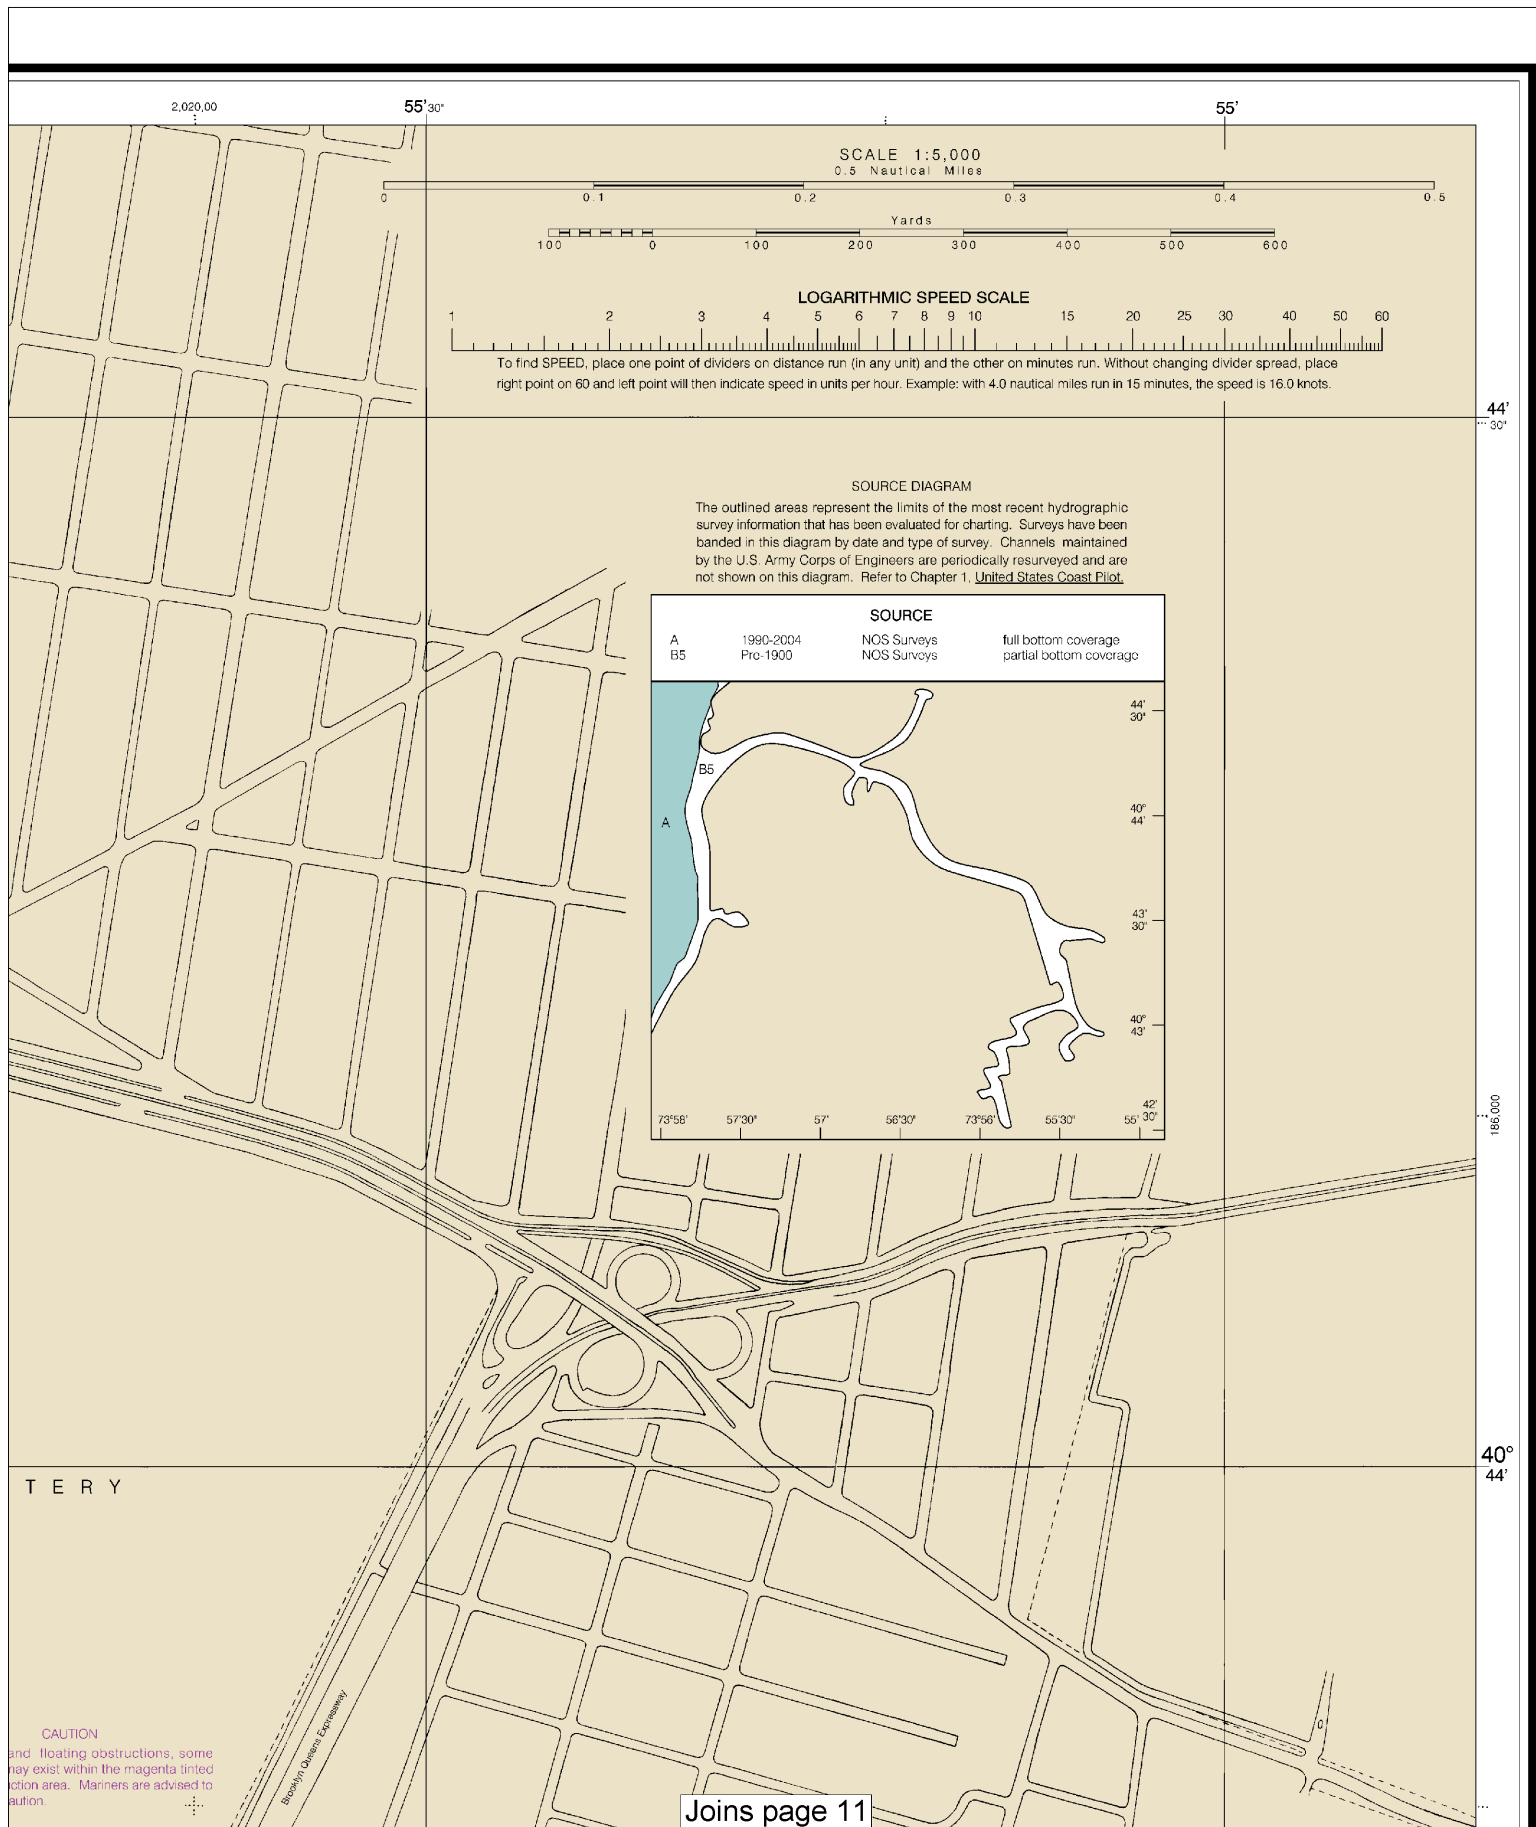 2,020,00
55' 30"
55'
SCALE 1:5,000
0.5 Nautical Miles
0 0.1 0.2 0.3 0.4 0.5
Yards
100 0 100 200 300 400 500 600
LOGARITHMIC SPEED SCALE
1 2 3 4 5 6 7 8 9 10 15 20 25 30 40 50 60
To find SPEED, place one point of dividers on distance run (in any unit) and the other on minutes run. Without changing divider spread, place
right point on 60 and left point will then indicate speed in units per hour. Example: with 4.0 nautical miles run in 15 minutes, the speed is 16.0 knots.
44'
30"
SOURCE DIAGRAM
The outlined areas represent the limits of the most recent hydrographic
survey information that has been evaluated for charting. Surveys have been
banded in this diagram by date and type of survey. Channels maintained
by the U.S. Army Corps of Engineers are periodically resurveyed and are
not shown on this diagram. Refer to Chapter 1, United States Coast Pilot.
SOURCE
A 1990-2004 NOS Surveys full bottom coverage
B5 Pre-1900 NOS Surveys partial bottom coverage
44'
30"
B5
40°
44'
A
43'
30"
40°
43'
42'
30"
73°58' 57'30" 57' 56'30" 73°56' 55'30" 55'
186,000
40°
44'
TERY
Brooklyn Queens Expressway
CAUTION
and floating obstructions, some
may exist within the magenta tinted
ction area. Mariners are advised to
aution.
Joins page 11